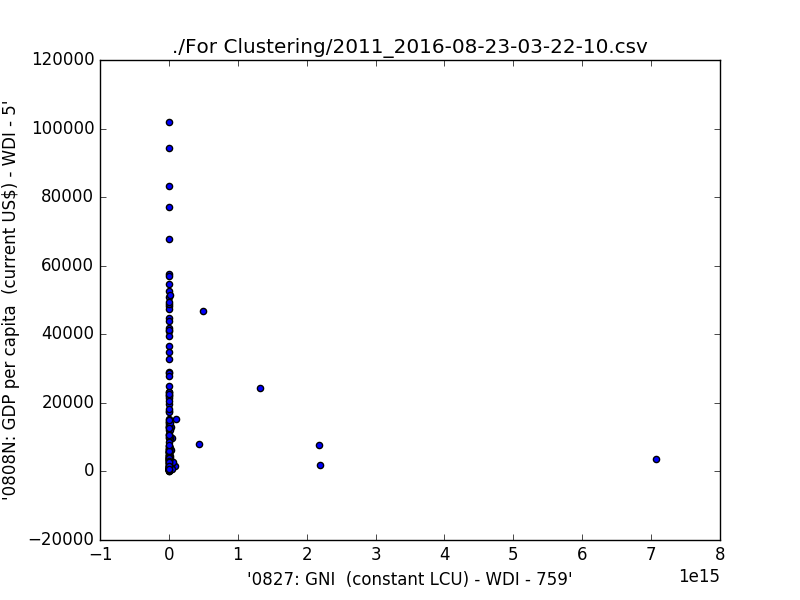 ./For Clustering/2011_2016-08-23-03-22-10.csv
'0808N: GDP per capita  (current US$) - WDI - 5'
120000
100000
80000
60000
40000
20000
0
−20000
−1 0 1 2 3 4 5 6 7 8
1e15
'0827: GNI  (constant LCU) - WDI - 759'